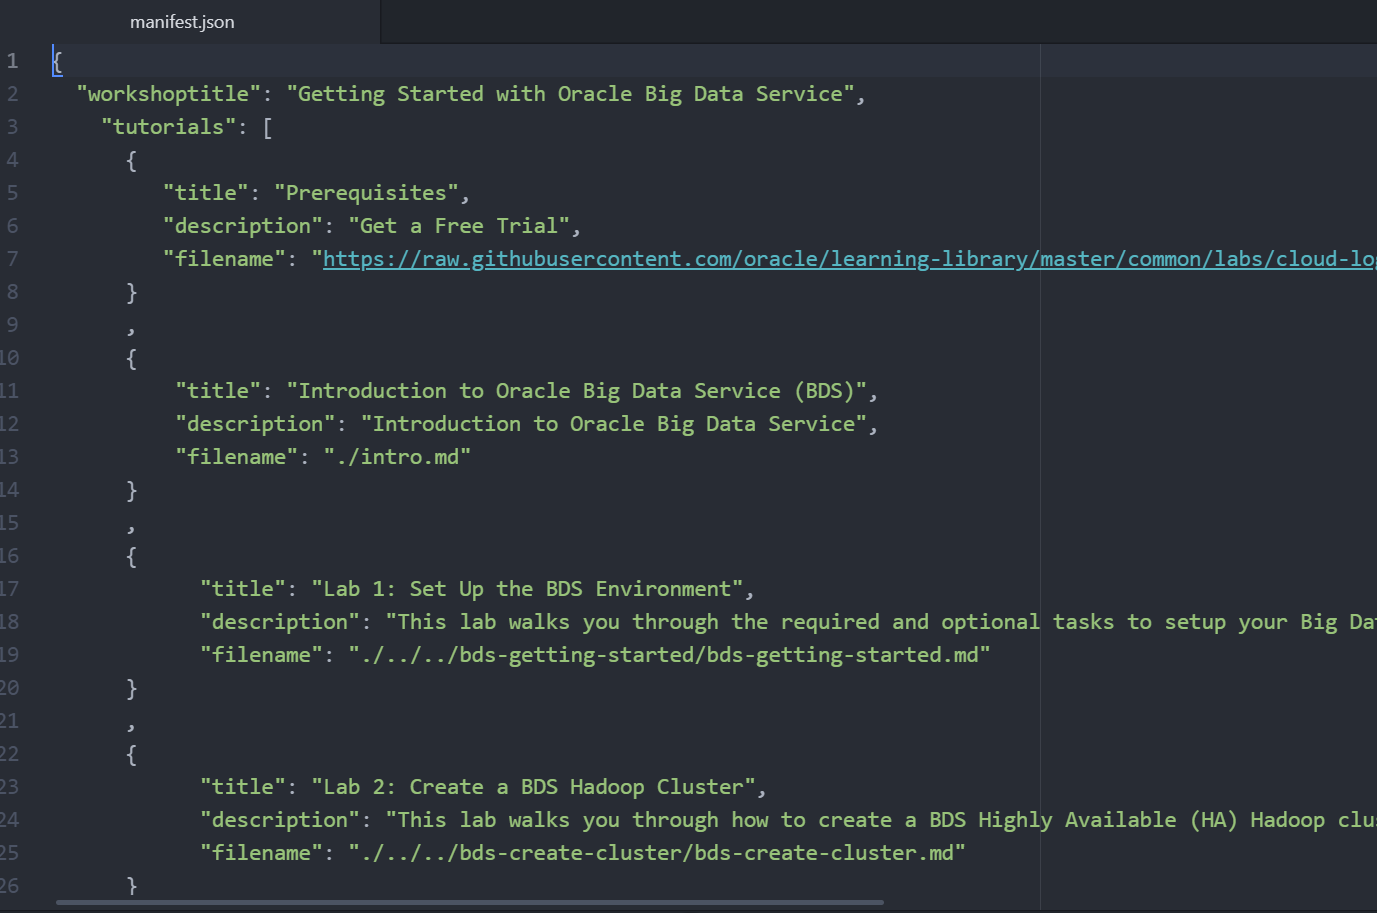 manifest.json
1 {
2 "workshoptitle": "Getting Started with Oracle Big Data Service",
3 "tutorials": [
4 {
5 "title": "Prerequisites",
6 "description": "Get a Free Trial",
7 "filename": "https://raw.githubusercontent.com/oracle/learning-library/master/common/labs/cloud-log
8 }
9 ,
10 {
11 "title": "Introduction to Oracle Big Data Service (BDS)",
12 "description": "Introduction to Oracle Big Data Service",
13 "filename": "./intro.md"
14 }
15 ,
16 {
17 "title": "Lab 1: Set Up the BDS Environment",
18 "description": "This lab walks you through the required and optional tasks to setup your Big Dat
19 "filename": "./../../bds-getting-started/bds-getting-started.md"
20 }
21 ,
22 {
23 "title": "Lab 2: Create a BDS Hadoop Cluster",
24 "description": "This lab walks you through how to create a BDS Highly Available (HA) Hadoop clus
25 "filename": "./../../bds-create-cluster/bds-create-cluster.md"
26 }